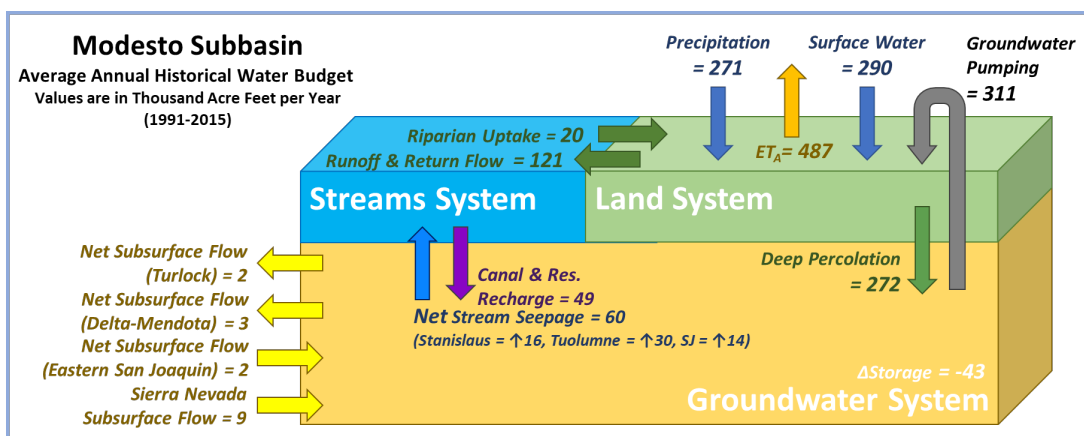 Modesto Subbasin
Average Annual Historical Water Budget
Values are in Thousand Acre Feet per Year
(1991-2015)
Precipitation
= 271
Surface Water
= 290
Groundwater
Pumping
= 311
Riparian Uptake = 20
Runoff & Return Flow = 121
ETA= 487
Streams System
Land System
Net Subsurface Flow
(Turlock) = 2
Net Subsurface Flow
(Delta-Mendota) = 3
Net Subsurface Flow
(Eastern San Joaquin) = 2
Sierra Nevada
Subsurface Flow = 9
Canal & Res.
Recharge = 49
Net Stream Seepage = 60
(Stanislaus = ↑16, Tuolumne = ↑30, SJ = ↑14)
Deep Percolation
= 272
ΔStorage = -43
Groundwater System